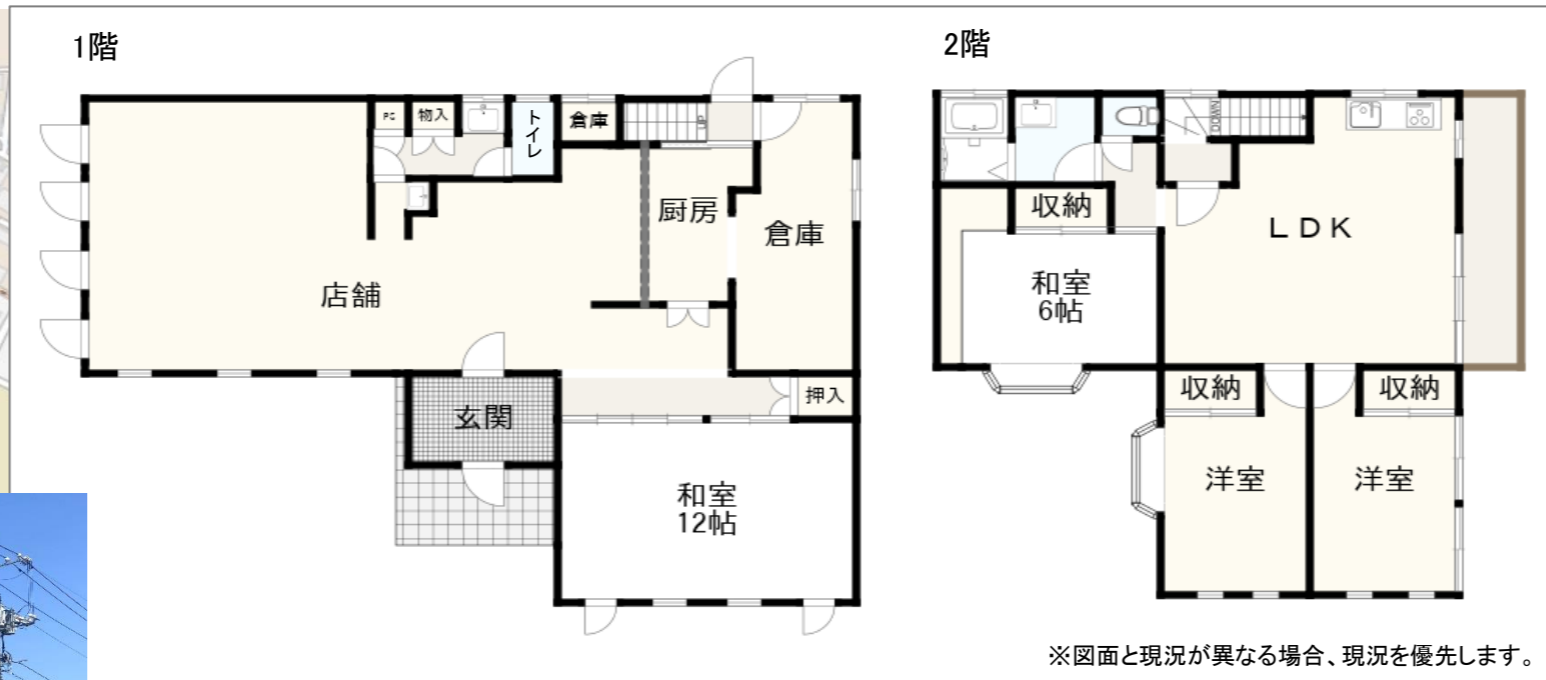 1階
PC
物入
トイレ
倉庫
UP
厨房
倉庫
店舗
玄関
押入
和室
12帖
2階
DOWN
収納
LDK
和室
6帖
収納
収納
洋室
洋室
※図面と現況が異なる場合、現況を優先します。